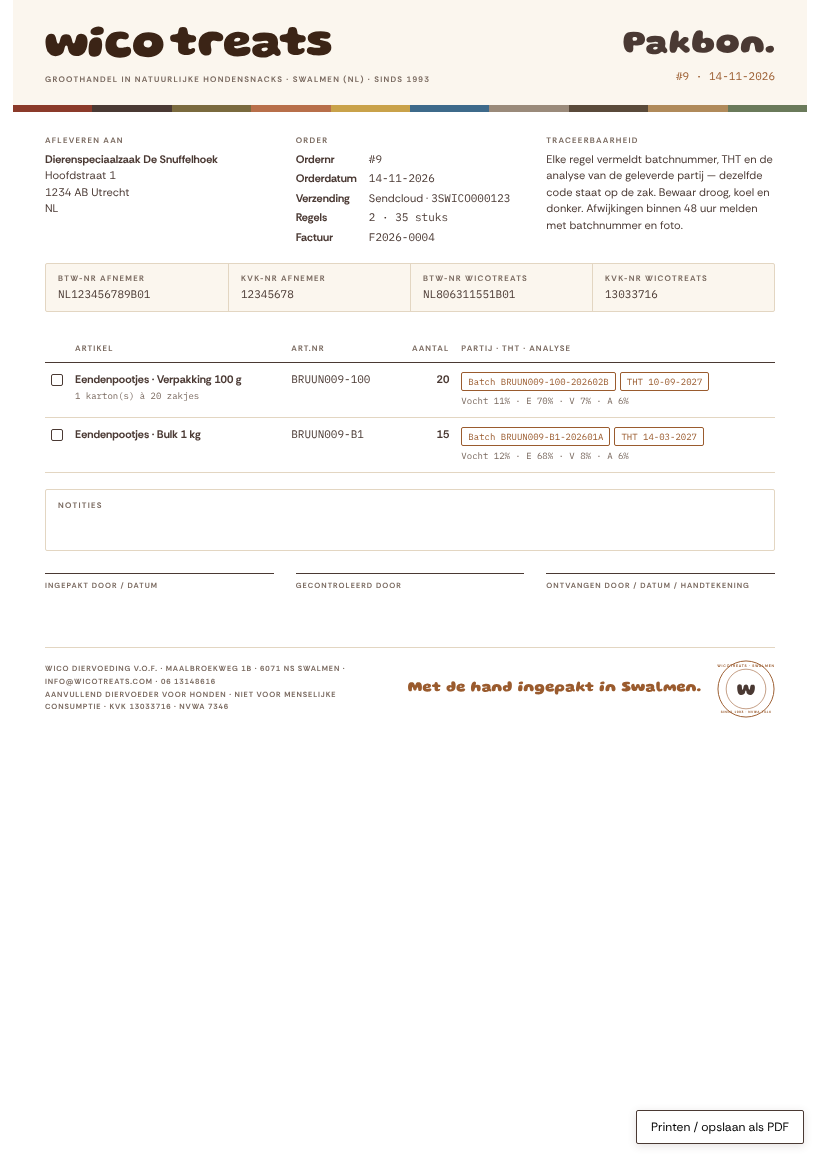 wico treats
GROOTHANDEL IN NATUURLIJKE HONDENSNACKS · SWALMEN (NL) · SINDS 1993
Pakbon.
#9 · 14-11-2026
AFLEVEREN AAN
Dierenspeciaalzaak De Snuffelhoek
Hoofdstraat 1
1234 AB Utrecht
NL
ORDER
Ordernr #9
Orderdatum 14-11-2026
Verzending Sendcloud · 3SWICO000123
Regels 2 · 35 stuks
Factuur F2026-0004
TRACEERBAARHEID
Elke regel vermeldt batchnummer, THT en de
analyse van de geleverde partij — dezelfde
code staat op de zak. Bewaar droog, koel en
donker. Afwijkingen binnen 48 uur melden
met batchnummer en foto.
BTW-NR AFNEMER
NL123456789B01
KVK-NR AFNEMER
12345678
BTW-NR WICOTREATS
NL806311551B01
KVK-NR WICOTREATS
13033716
ARTIKEL ART.NR AANTAL PARTIJ · THT · ANALYSE
Eendenpootjes · Verpakking 100 g BRUUN009-100 20 Batch BRUUN009-100-202602B THT 10-09-2027
1 karton(s) à 20 zakjes Vocht 11% · E 70% · V 7% · A 6%
Eendenpootjes · Bulk 1 kg BRUUN009-B1 15 Batch BRUUN009-B1-202601A THT 14-03-2027
Vocht 12% · E 68% · V 8% · A 6%
NOTITIES
INGEPAKT DOOR / DATUM
GECONTROLEERD DOOR
ONTVANGEN DOOR / DATUM / HANDTEKENING
WICO DIERVOEDING V.O.F. · MAALBROEKWEG 1B · 6071 NS SWALMEN ·
INFO@WICOTREATS.COM · 06 13148616
AANVULLEND DIERVOEDER VOOR HONDEN · NIET VOOR MENSELIJKE
CONSUMPTIE · KVK 13033716 · NVWA 7346
Met de hand ingepakt in Swalmen.
WICOTREATS · SWALMEN
w
Printen / opslaan als PDF